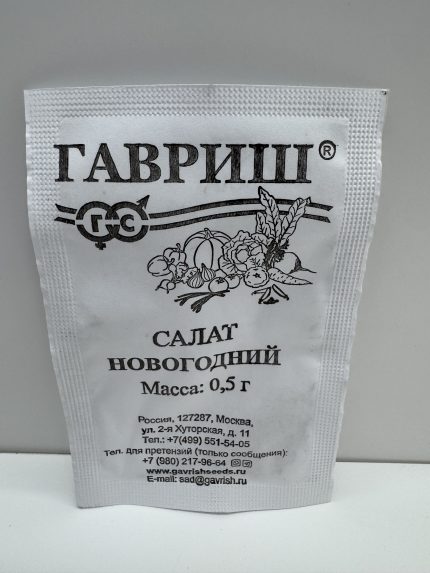 ГАВРИШ®
Г С
САЛАТ
НОВОГОДНИЙ
Масса: 0,5 г
Россия, 127287, Москва,
ул. 2-я Хуторская, д. 11
Тел.: +7(499) 551-54-05
Тел. для претензий (только сообщения):
+7 (980) 217-96-64
www.gavrishseeds.ru
E-mail: sad@gavrish.ru